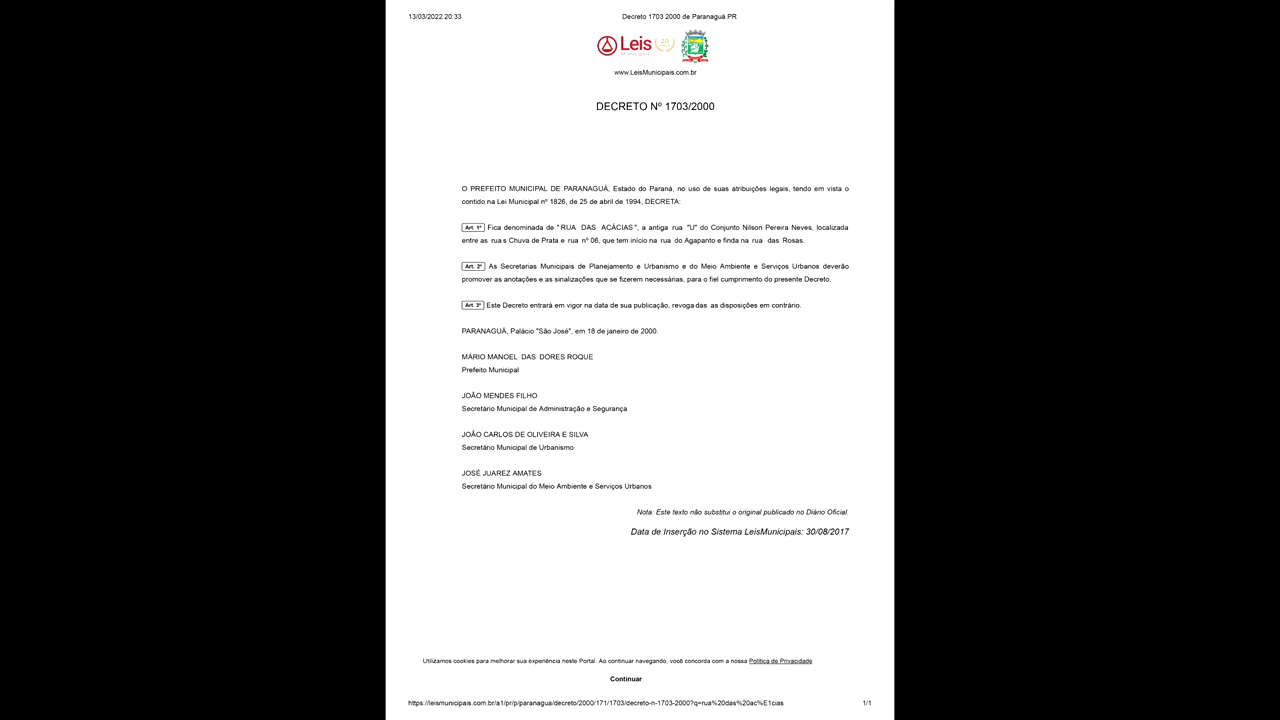 13/03/2022 20:33
Decreto 1703 2000 de Paranaguá PR
Leis
Municipais
20
www.LeisMunicipais.com.br
DECRETO Nº 1703/2000
O PREFEITO MUNICIPAL DE PARANAGUÁ, Estado do Paraná, no uso de suas atribuições legais, tendo em vista o
contido na Lei Municipal nº 1826, de 25 de abril de 1994, DECRETA:
Art. 1º Fica denominada de "RUA DAS ACÁCIAS", a antiga rua "U" do Conjunto Nilson Pereira Neves, localizada
entre as ruas Chuva de Prata e rua nº 06, que tem início na rua do Agapanto e finda na rua das Rosas.
Art. 2º As Secretarias Municipais de Planejamento e Urbanismo e do Meio Ambiente e Serviços Urbanos deverão
promover as anotações e as sinalizações que se fizerem necessárias, para o fiel cumprimento do presente Decreto.
Art. 3º Este Decreto entrará em vigor na data de sua publicação, revogadas as disposições em contrário.
PARANAGUÁ, Palácio "São José", em 18 de janeiro de 2000.
MÁRIO MANOEL DAS DORES ROQUE
Prefeito Municipal
JOÃO MENDES FILHO
Secretário Municipal de Administração e Segurança
JOÃO CARLOS DE OLIVEIRA E SILVA
Secretário Municipal de Urbanismo
JOSÉ JUAREZ AMATES
Secretário Municipal do Meio Ambiente e Serviços Urbanos
Nota: Este texto não substitui o original publicado no Diário Oficial.
Data de Inserção no Sistema LeisMunicipais: 30/08/2017
Utilizamos cookies para melhorar sua experiência neste Portal. Ao continuar navegando, você concorda com a nossa Política de Privacidade
Continuar
https://leismunicipais.com.br/a1/pr/p/paranagua/decreto/2000/171/1703/decreto-n-1703-2000?q=rua%20das%20ac%E1cias
1/1